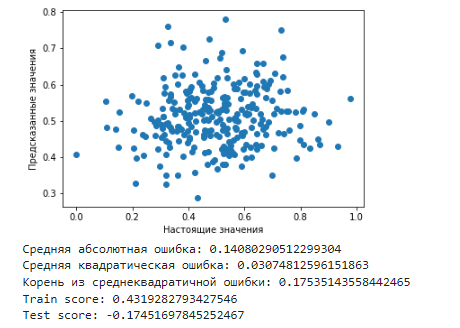 0.8
0.7
0.6
0.5
0.4
0.3
Предсказанные значения
0.0 0.2 0.4 0.6 0.8 1.0
Настоящие значения
Средняя абсолютная ошибка: 0.14080290512299304
Средняя квадратическая ошибка: 0.03074812596151863
Корень из среднеквадратичной ошибки: 0.17535143558442465
Train score: 0.4319282793427546
Test score: -0.17451697845252467